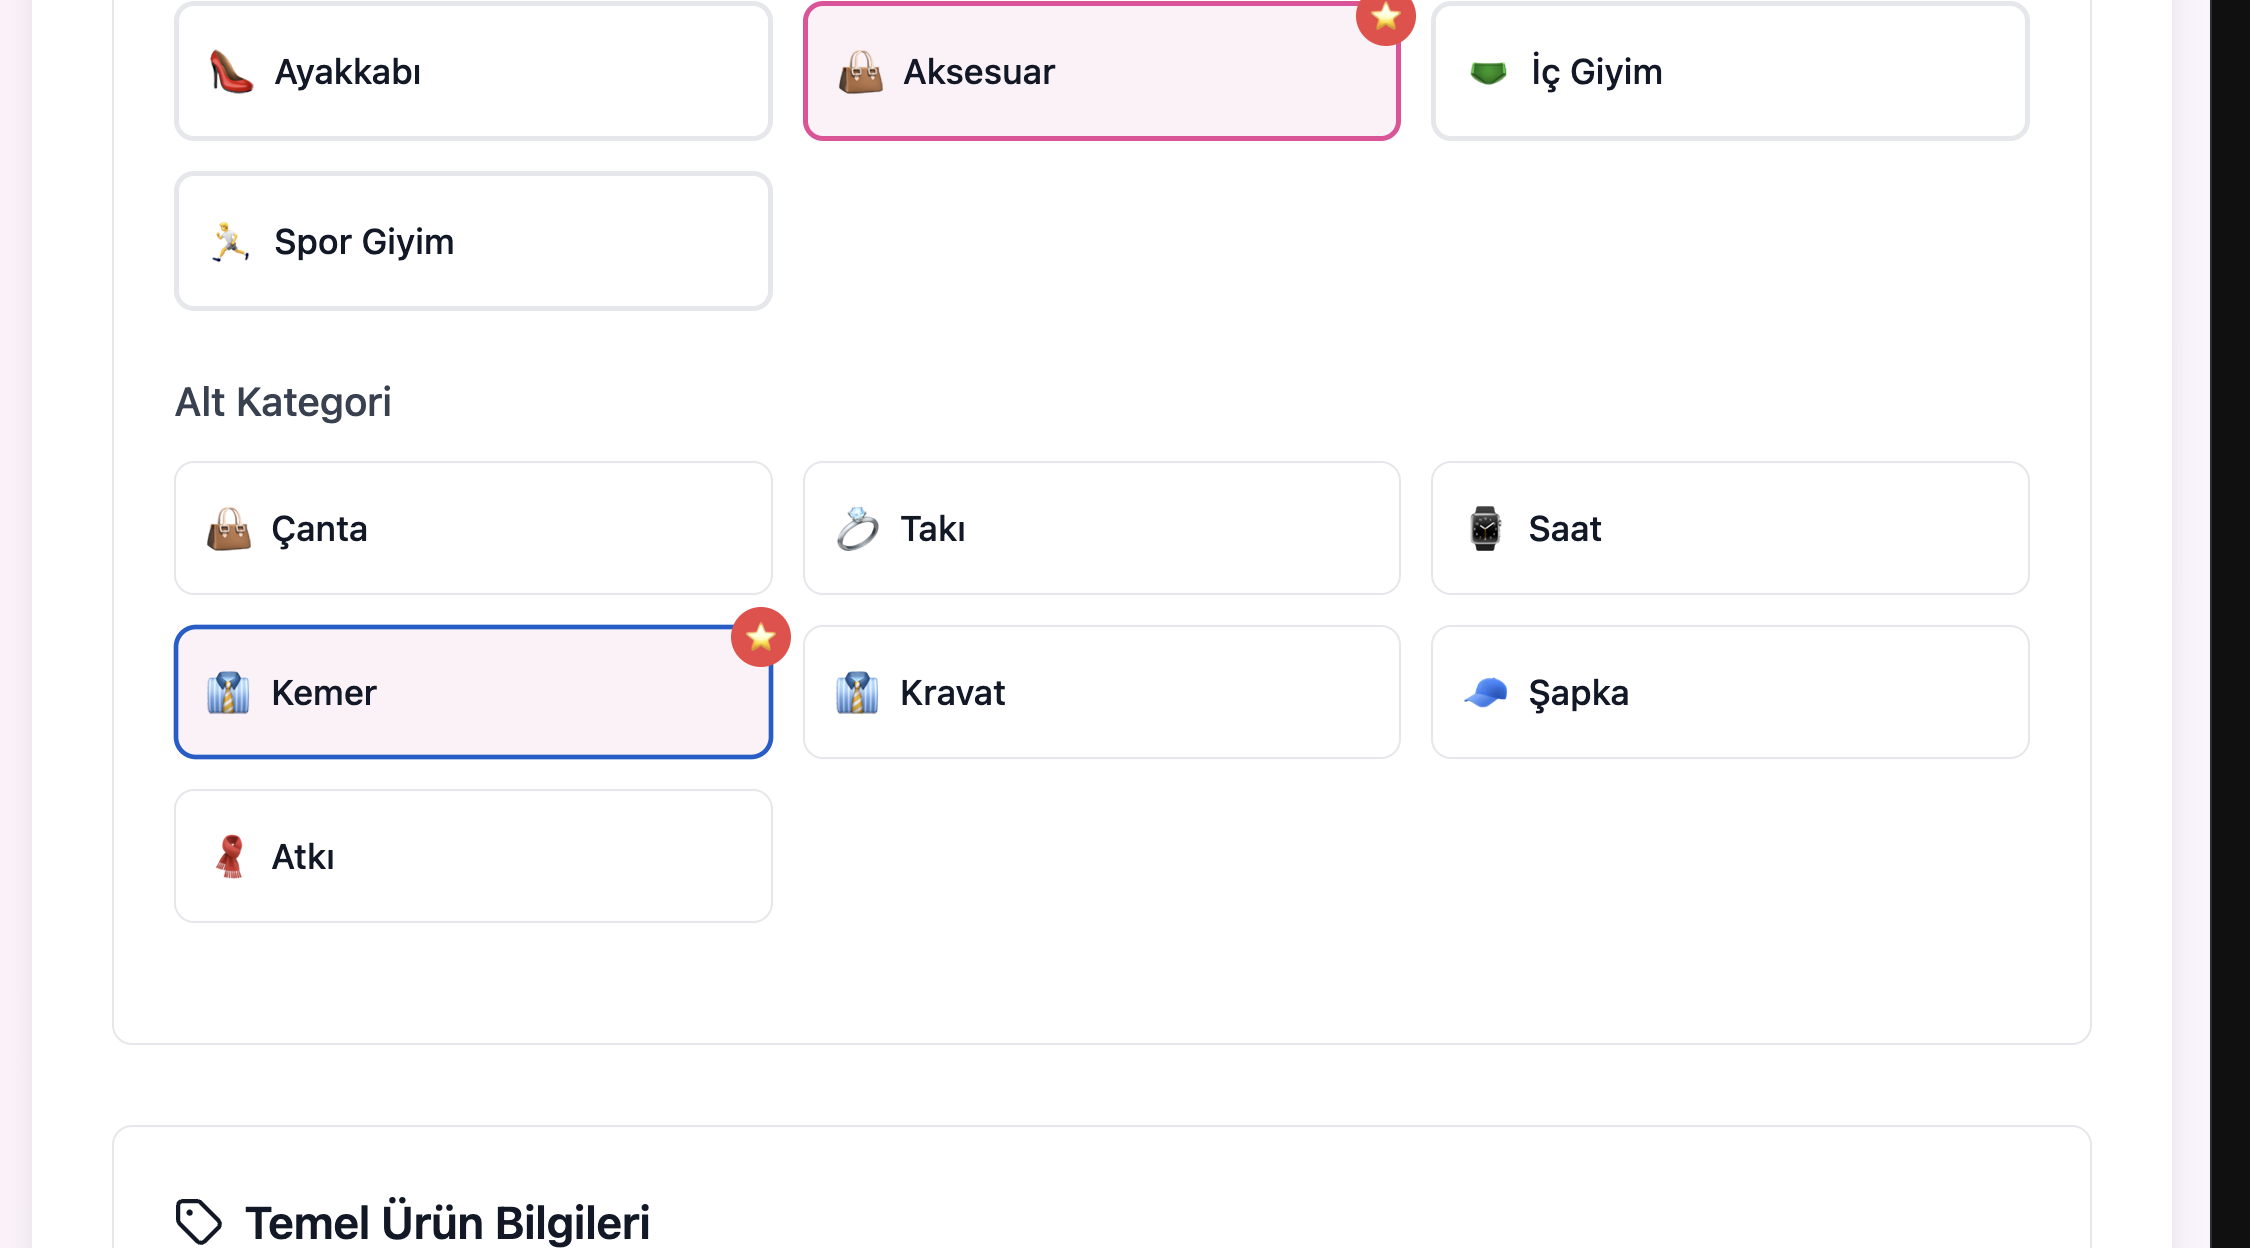 Ayakkabı
Aksesuar
İç Giyim
Spor Giyim
Alt Kategori
Çanta
Takı
Saat
Kemer
Kravat
Şapka
Atkı
Temel Ürün Bilgileri